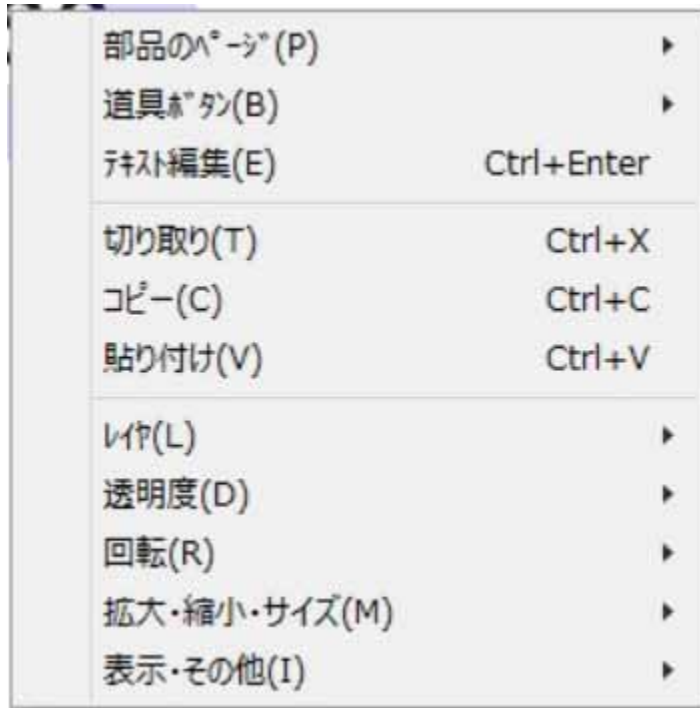 部品のﾍﾟｰｼﾞ(P)
道具ﾎﾞﾀﾝ(B)
ﾃｷｽﾄ編集(E) Ctrl+Enter
切り取り(T) Ctrl+X
コピー(C) Ctrl+C
貼り付け(V) Ctrl+V
ﾚｲﾔ(L)
透明度(D)
回転(R)
拡大・縮小・サイズ(M)
表示・その他(I)